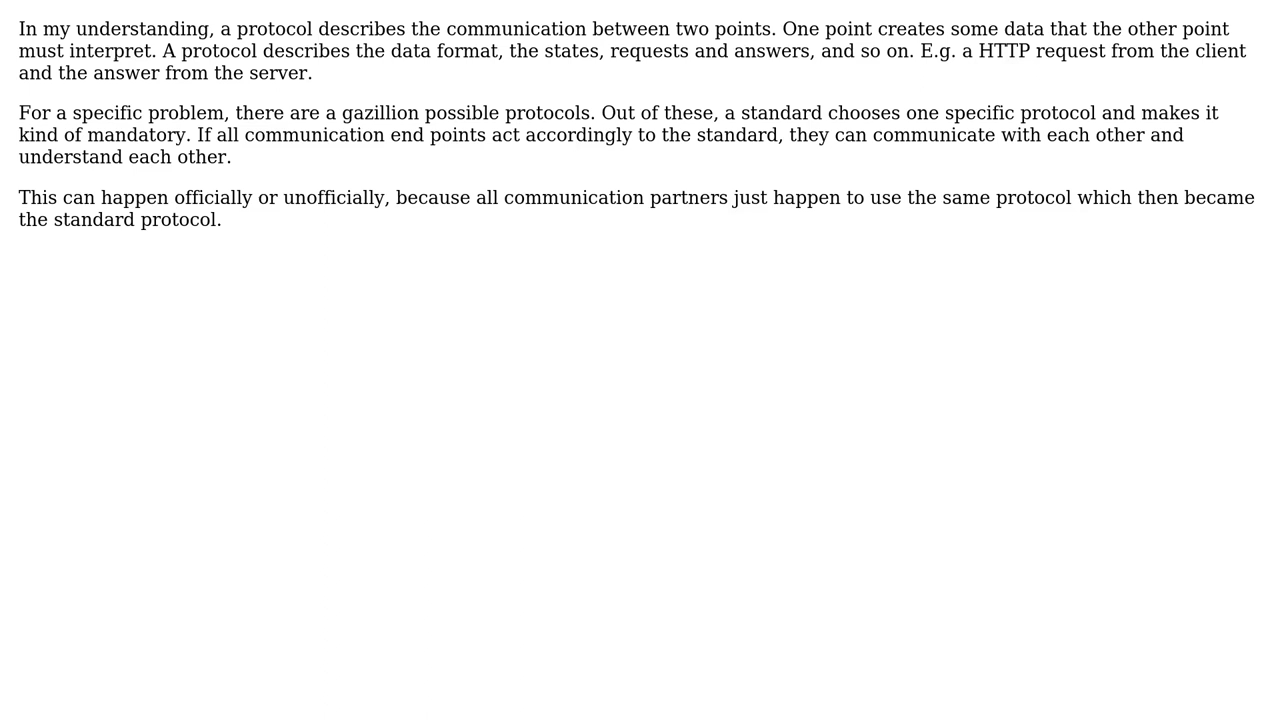 In my understanding, a protocol describes the communication between two points. One point creates some data that the other point
must interpret. A protocol describes the data format, the states, requests and answers, and so on. E.g. a HTTP request from the client
and the answer from the server.
For a specific problem, there are a gazillion possible protocols. Out of these, a standard chooses one specific protocol and makes it
kind of mandatory. If all communication end points act accordingly to the standard, they can communicate with each other and
understand each other.
This can happen officially or unofficially, because all communication partners just happen to use the same protocol which then became
the standard protocol.